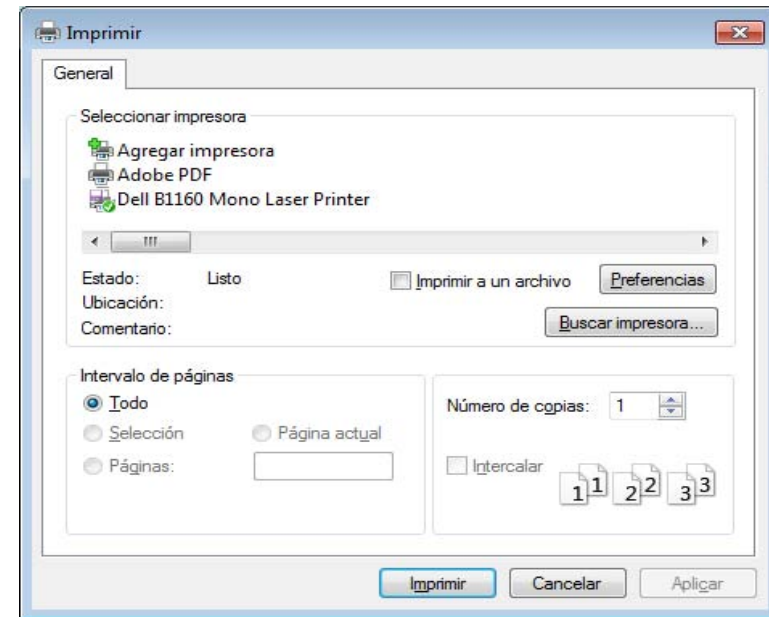 Imprimir
General
Seleccionar impresora
Agregar impresora
Adobe PDF
Dell B1160 Mono Laser Printer
Estado: Listo
Imprimir a un archivo
Preferencias
Ubicación:
Comentario:
Buscar impresora...
Intervalo de páginas
Todo
Selección
Página actual
Páginas:
Número de copias: 1
Intercalar
1 1 2 2 3 3
Imprimir
Cancelar
Aplicar